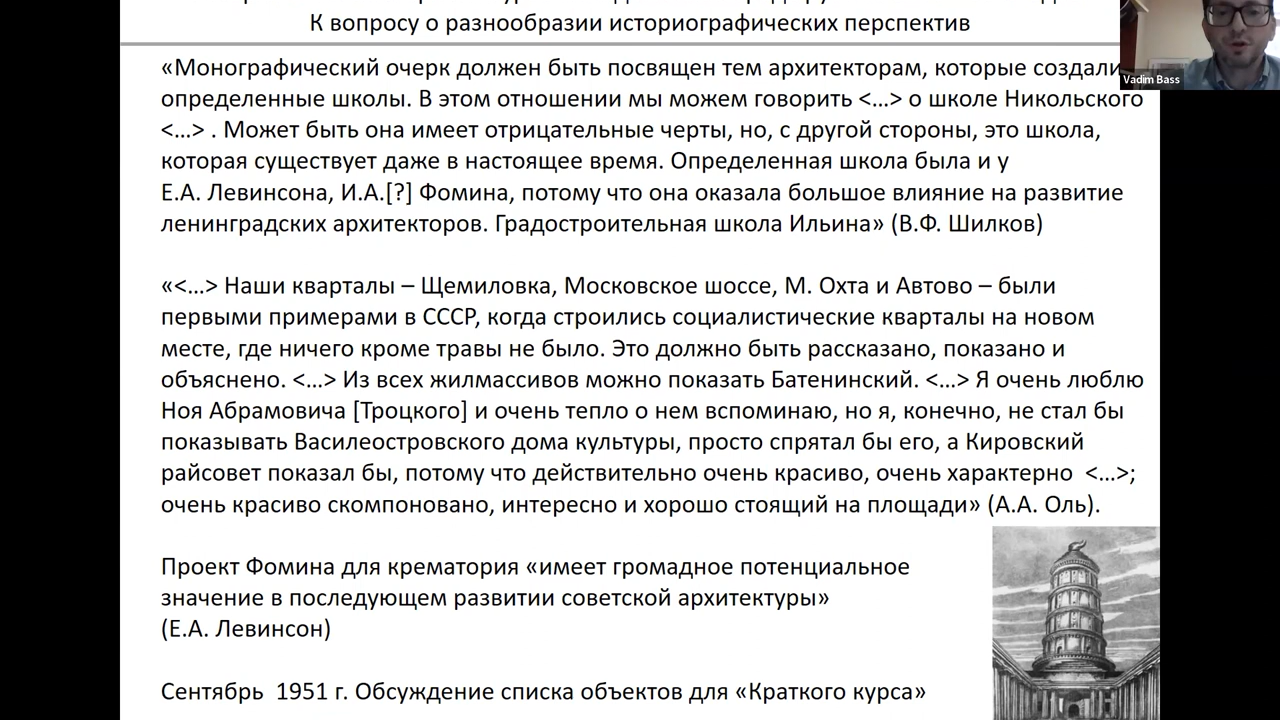 К вопросу о разнообразии историографических перспектив
Vadim Bass
«Монографический очерк должен быть посвящен тем архитекторам, которые создали
определенные школы. В этом отношении мы можем говорить <…> о школе Никольского
<…> . Может быть она имеет отрицательные черты, но, с другой стороны, это школа,
которая существует даже в настоящее время. Определенная школа была и у
Е.А. Левинсона, И.А.[?] Фомина, потому что она оказала большое влияние на развитие
ленинградских архитекторов. Градостроительная школа Ильина» (В.Ф. Шилков)
«<…> Наши кварталы – Щемиловка, Московское шоссе, М. Охта и Автово – были
первыми примерами в СССР, когда строились социалистические кварталы на новом
месте, где ничего кроме травы не было. Это должно быть рассказано, показано и
объяснено. <…> Из всех жилмассивов можно показать Батенинский. <…> Я очень люблю
Ноя Абрамовича [Троцкого] и очень тепло о нем вспоминаю, но я, конечно, не стал бы
показывать Василеостровского дома культуры, просто спрятал бы его, а Кировский
райсовет показал бы, потому что действительно очень красиво, очень характерно <…>;
очень красиво скомпоновано, интересно и хорошо стоящий на площади» (А.А. Оль).
Проект Фомина для крематория «имеет громадное потенциальное
значение в последующем развитии советской архитектуры»
(Е.А. Левинсон)
Сентябрь 1951 г. Обсуждение списка объектов для «Краткого курса»